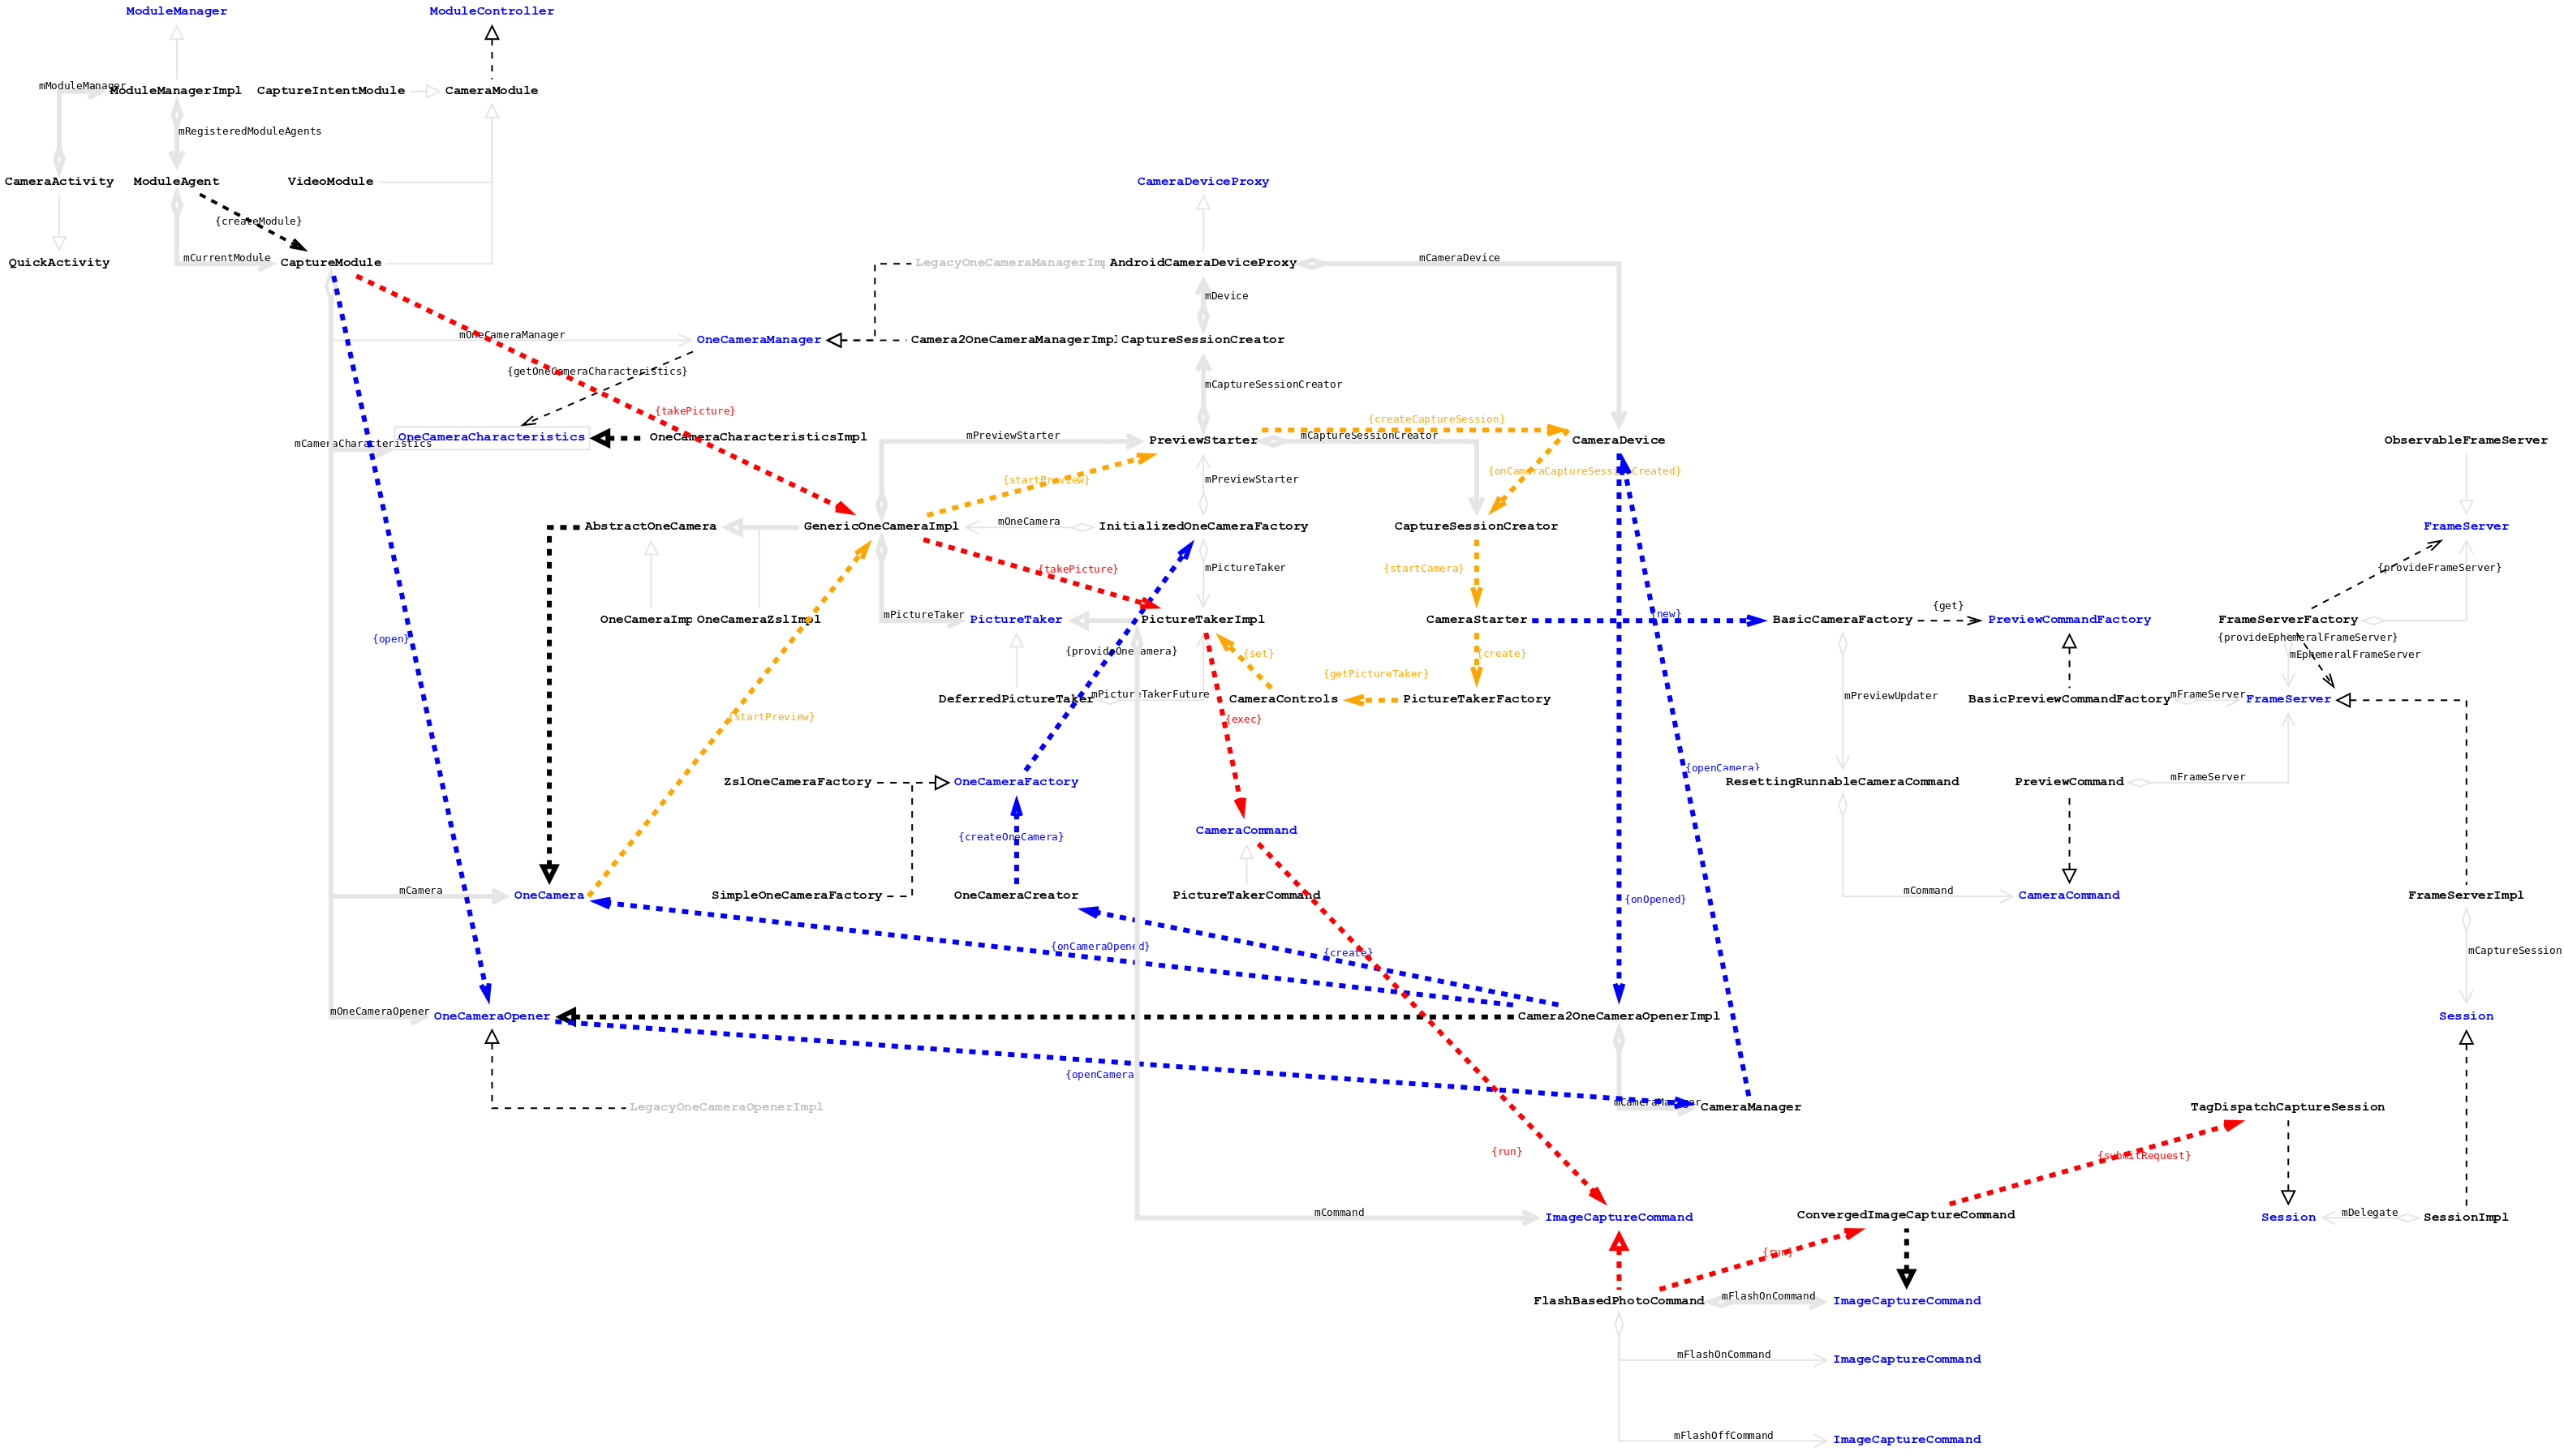 ModuleManager
ModuleController
mModuleManager
ModuleManagerImpl
CaptureIntentModule
CameraModule
mRegisteredModuleAgents
CameraActivity
ModuleAgent
VideoModule
CameraDeviceProxy
{createModule}
QuickActivity
mCurrentModule
CaptureModule
LegacyOneCameraManagerImp
AndroidCameraDeviceProxy
mCameraDevice
mDevice
mOneCameraManager
OneCameraManager
Camera2OneCameraManagerImpl
CaptureSessionCreator
{getOneCameraCharacteristics}
mCaptureSessionCreator
{takePicture}
{createCaptureSession}
mCameraCharacteristics
OneCameraCharacteristics
OneCameraCharacteristicsImpl
mPreviewStarter
PreviewStarter
mCaptureSessionCreator
CameraDevice
ObservableFrameServer
{startPreview}
mPreviewStarter
{onCameraCaptureSessionCreated}
AbstractOneCamera
GenericOneCameraImpl
mOneCamera
InitializedOneCameraFactory
CaptureSessionCreator
FrameServer
{takePicture}
mPictureTaker
{startCamera}
{provideFrameServer}
{open}
OneCameraImp
OneCameraZslImpl
mPictureTaker
PictureTaker
PictureTakerImpl
CameraStarter
{new}
BasicCameraFactory
{get}
PreviewCommandFactory
FrameServerFactory
{provideOneCamera}
{set}
{create}
{provideEphemeralFrameServer}
mEphemeralFrameServer
{getPictureTaker}
DeferredPictureTaker
mPictureTakerFuture
CameraControls
PictureTakerFactory
mPreviewUpdater
BasicPreviewCommandFactory
mFrameServer
FrameServer
{startPreview}
{exec}
{openCamera}
ZslOneCameraFactory
OneCameraFactory
ResettingRunnableCameraCommand
PreviewCommand
mFrameServer
{createOneCamera}
CameraCommand
mCamera
OneCamera
SimpleOneCameraFactory
OneCameraCreator
PictureTakerCommand
{onOpened}
mCommand
CameraCommand
FrameServerImpl
{onCameraOpened}
{create}
mCaptureSession
mOneCameraOpener
OneCameraOpener
Camera2OneCameraOpenerImpl
Session
{openCamera
LegacyOneCameraOpenerImpl
mCameraManager
CameraManager
TagDispatchCaptureSession
{run}
{submitRequest}
mCommand
ImageCaptureCommand
ConvergedImageCaptureCommand
Session
mDelegate
SessionImpl
{run}
FlashBasedPhotoCommand
mFlashOnCommand
ImageCaptureCommand
mFlashOnCommand
ImageCaptureCommand
mFlashOffCommand
ImageCaptureCommand